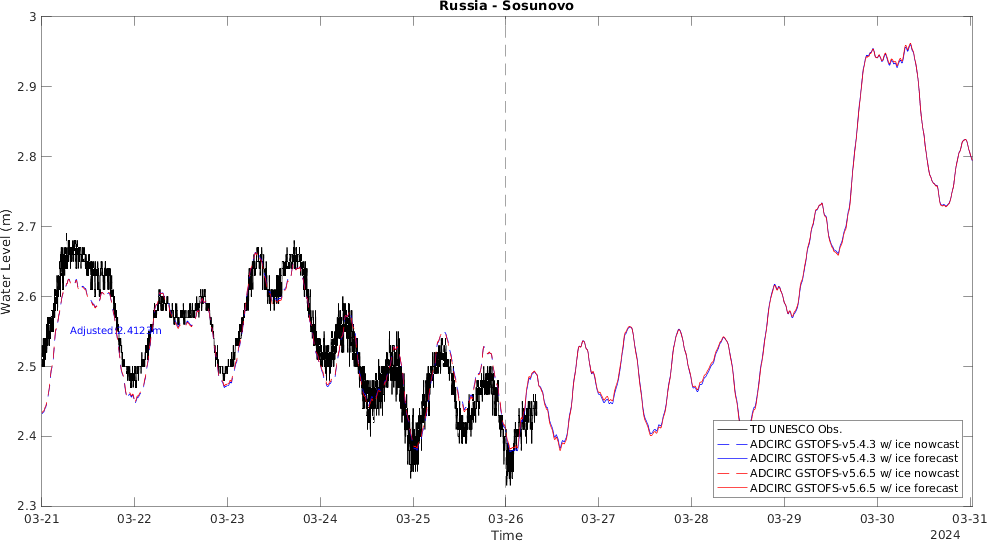 Russia - Sosunovo
3
2.9
2.8
2.7
2.6
2.5
2.4
2.3
Water Level (m)
Adjusted 2.4127m
TD UNESCO Obs.
ADCIRC GSTOFS-v5.4.3 w/ ice nowcast
ADCIRC GSTOFS-v5.4.3 w/ ice forecast
ADCIRC GSTOFS-v5.6.5 w/ ice nowcast
ADCIRC GSTOFS-v5.6.5 w/ ice forecast
03-21 03-22 03-23 03-24 03-25 03-26 03-27 03-28 03-29 03-30 03-31
Time
2024